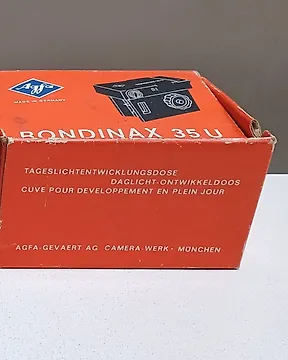 AGFA
MADE IN GERMANY
RONDINAX 35 U
TAGESLICHTENTWICKLUNGSDOSE
DAGLICHT-ONTWIKKELDOOS
CUVE POUR DEVELOPPEMENT EN PLEIN JOUR
AGFA-GEVAERT AG CAMERA-WERK · MÜNCHEN